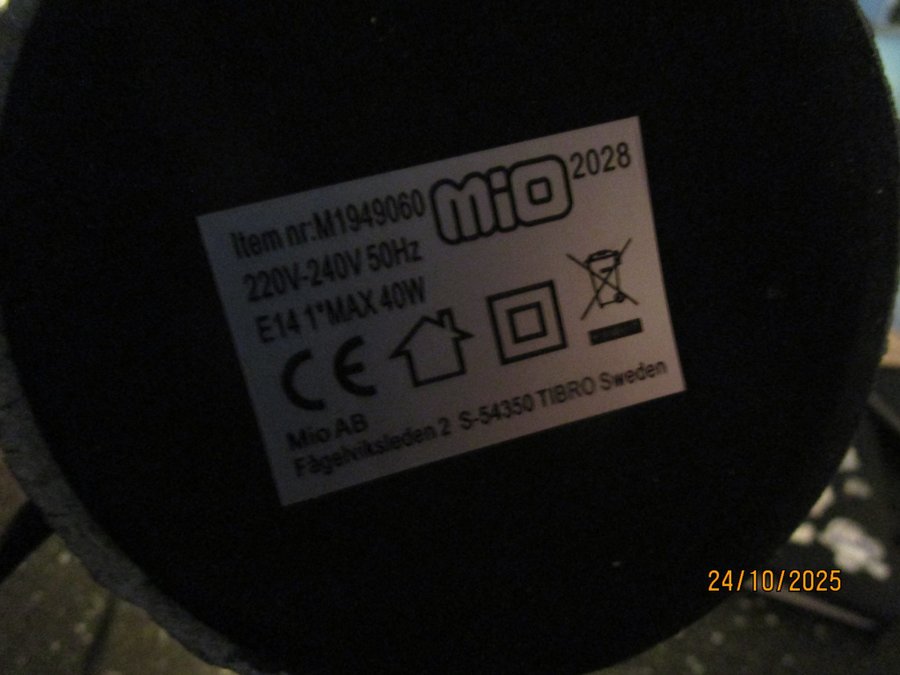 Item nr:M1949060 mio 2028
220V-240V 50Hz
E14 1*MAX 40W
CE
Mio AB
Fågelviksleden 2 S-54350 TIBRO Sweden
24/10/2025